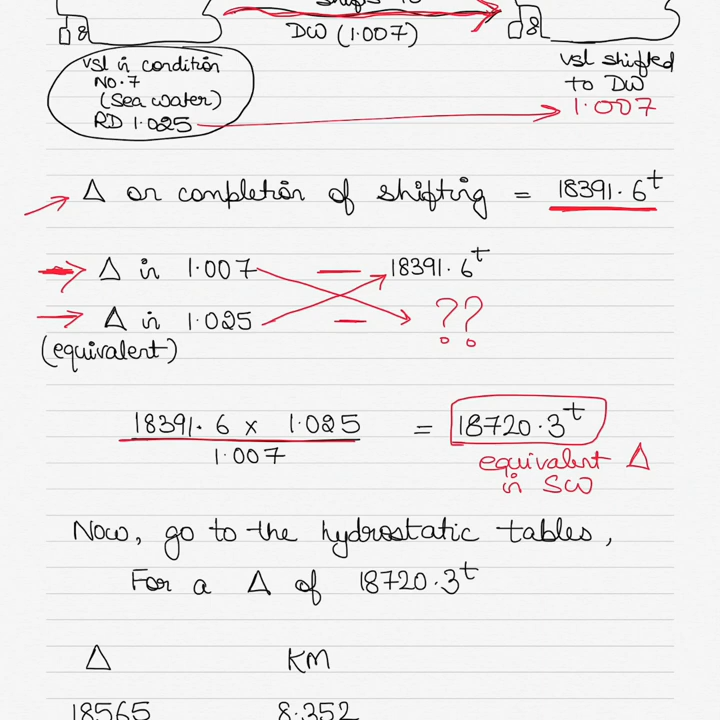 8
DW (1.007)
8
vsl in condition
No.7
(Sea water)
RD 1.025
vsl shifted
to DW
1.007
Δ on completion of shifting = 18391.6t
Δ in 1.007 — 18391.6t
Δ in 1.025 — ??
(equivalent)
18391.6 x 1.025 = 18720.3t
1.007
equivalent Δ
in SW
Now, go to the hydrostatic tables,
For a Δ of 18720.3t
Δ KM
18565 8.352